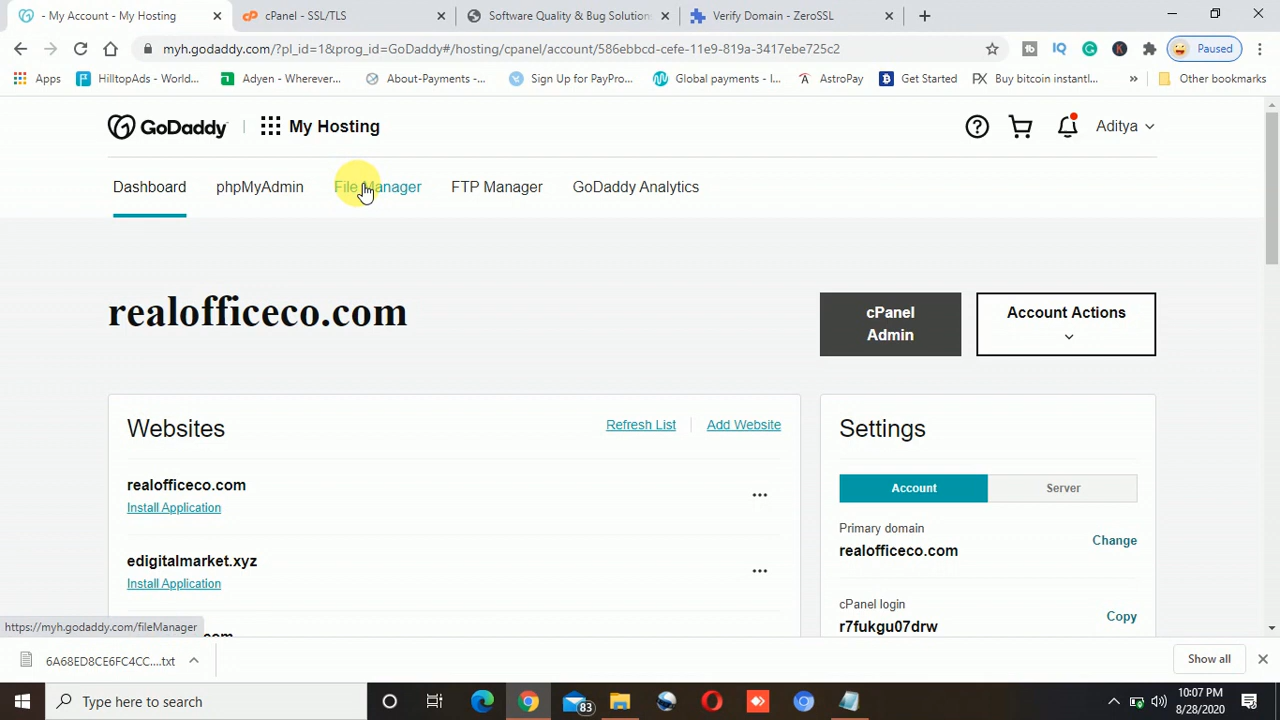 - My Account - My Hosting
cPanel - SSL/TLS
Software Quality & Bug Solution
Verify Domain - ZeroSSL
myh.godaddy.com/?pl_id=1&prog_id=GoDaddy#/hosting/cpanel/account/586ebbcd-cefe-11e9-819a-3417ebe725c2
IQ
K
Paused
Apps
HilltopAds - World...
Adyen - Wherever...
About-Payments -...
Sign Up for PayPro...
Global payments - I...
AstroPay
Get Started
Buy bitcoin instantl...
»
Other bookmarks
GoDaddy
My Hosting
Aditya
Dashboard
phpMyAdmin
File Manager
FTP Manager
GoDaddy Analytics
realofficeco.com
cPanel
Admin
Account Actions
Websites
Refresh List
Add Website
Settings
realofficeco.com
Install Application
Account
Server
Primary domain
realofficeco.com
Change
edigitalmarket.xyz
Install Application
cPanel login
r7fukgu07drw
Copy
https://myh.godaddy.com/fileManager
6A68ED8CE6FC4CC....txt
Show all
Type here to search
83
10:07 PM
8/28/2020